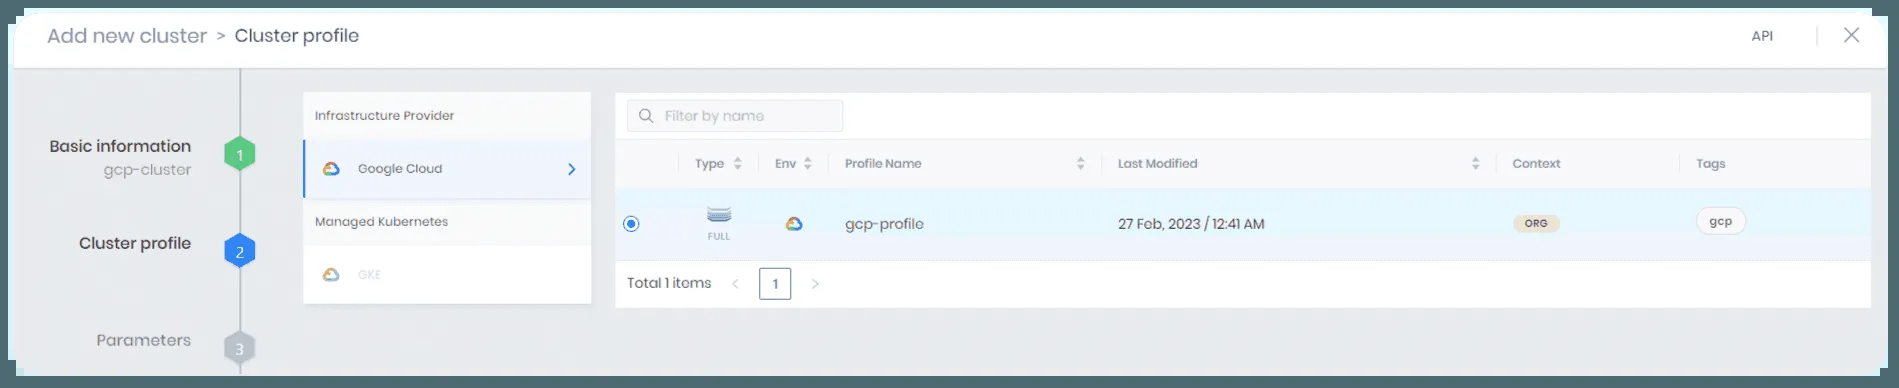 Add new cluster > Cluster profile
API
Basic information
gcp-cluster
1
Cluster profile
2
Parameters
3
Infrastructure Provider
Google Cloud
Managed Kubernetes
GKE
Filter by name
Type Env Profile Name Last Modified Context Tags
FULL gcp-profile 27 Feb, 2023 / 12:41 AM ORG gcp
Total 1 items < 1 >